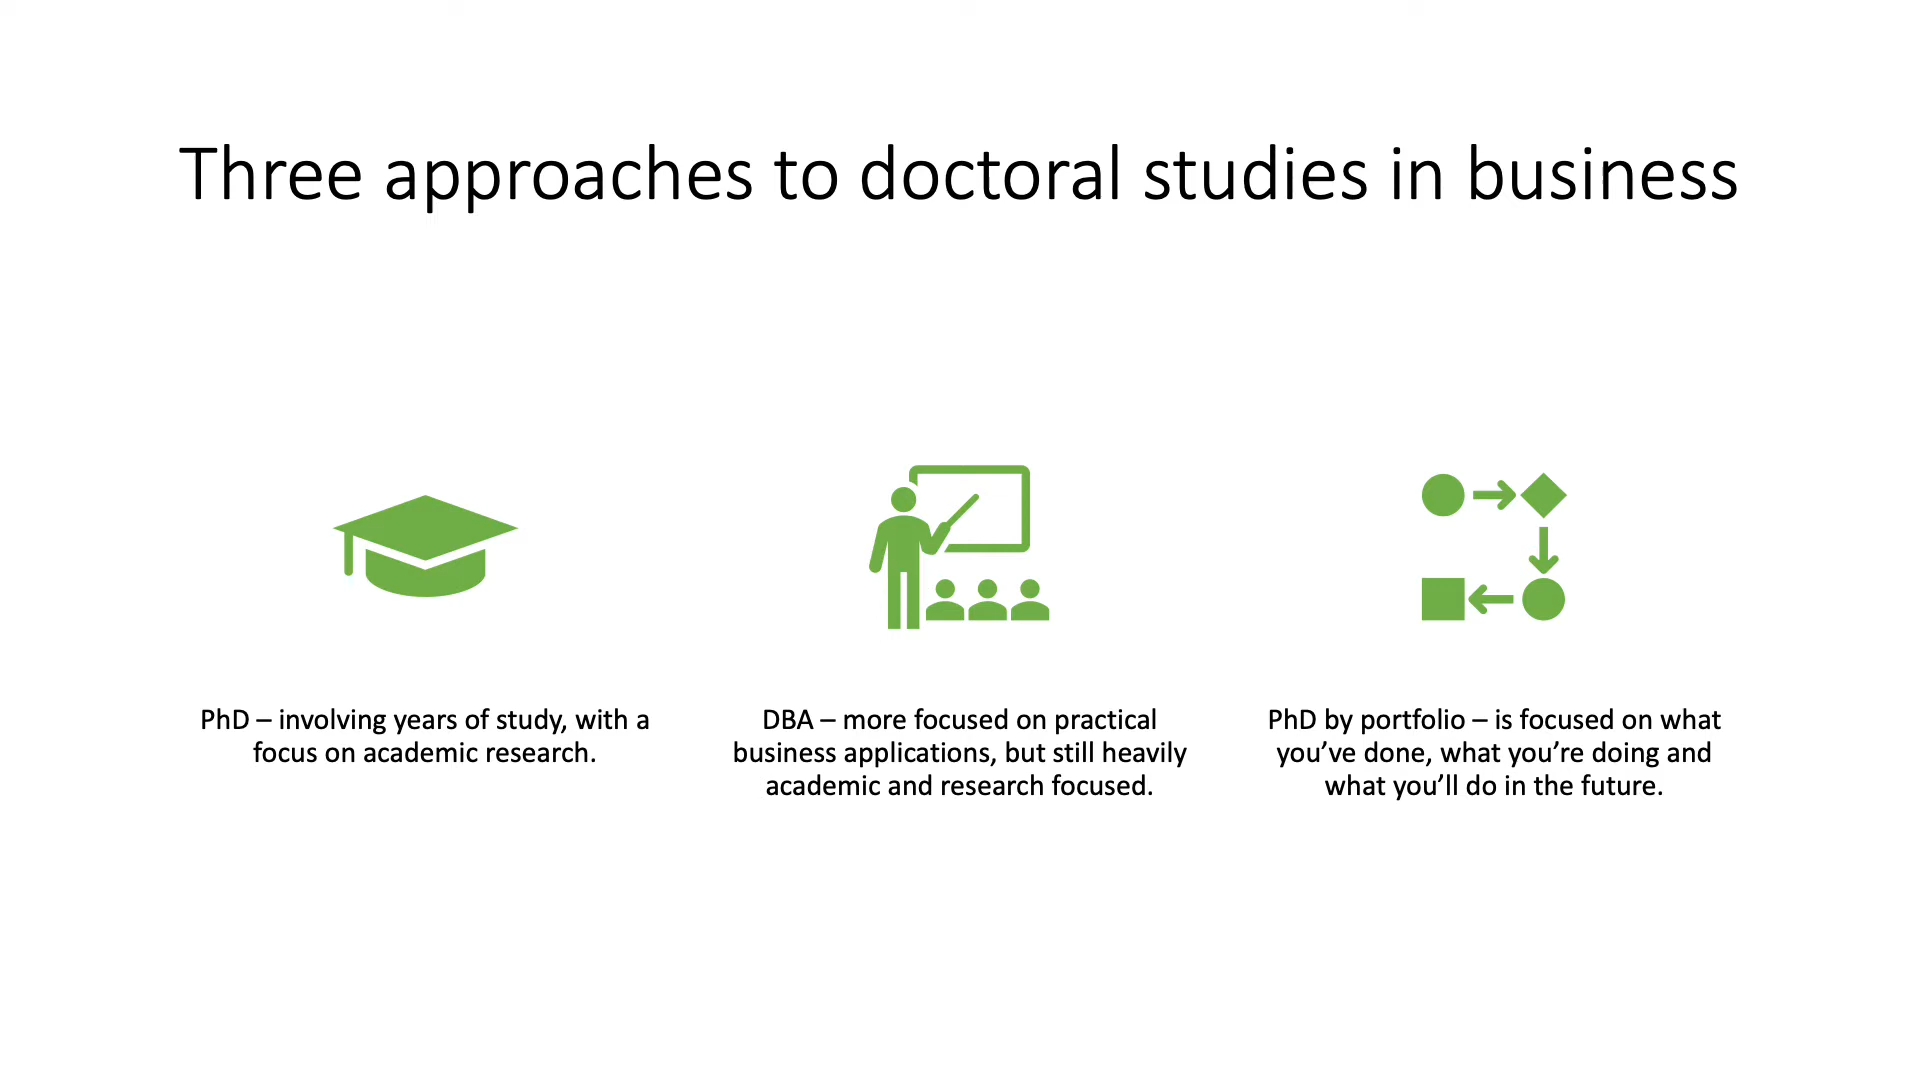 Three approaches to doctoral studies in business
PhD – involving years of study, with a
focus on academic research.
DBA – more focused on practical
business applications, but still heavily
academic and research focused.
PhD by portfolio – is focused on what
you’ve done, what you’re doing and
what you’ll do in the future.